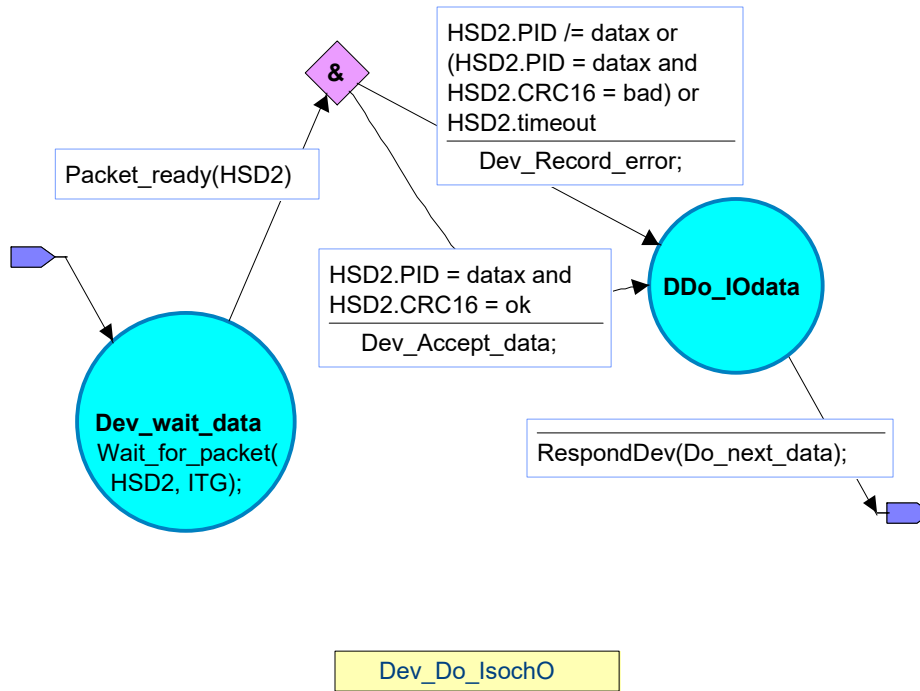 HSD2.PID /= datax or
(HSD2.PID = datax and
HSD2.CRC16 = bad) or
HSD2.timeout
Dev_Record_error;
&
Packet_ready(HSD2)
HSD2.PID = datax and
HSD2.CRC16 = ok
Dev_Accept_data;
DDo_IOdata
Dev_wait_data
Wait_for_packet(
HSD2, ITG);
RespondDev(Do_next_data);
Dev_Do_IsochO